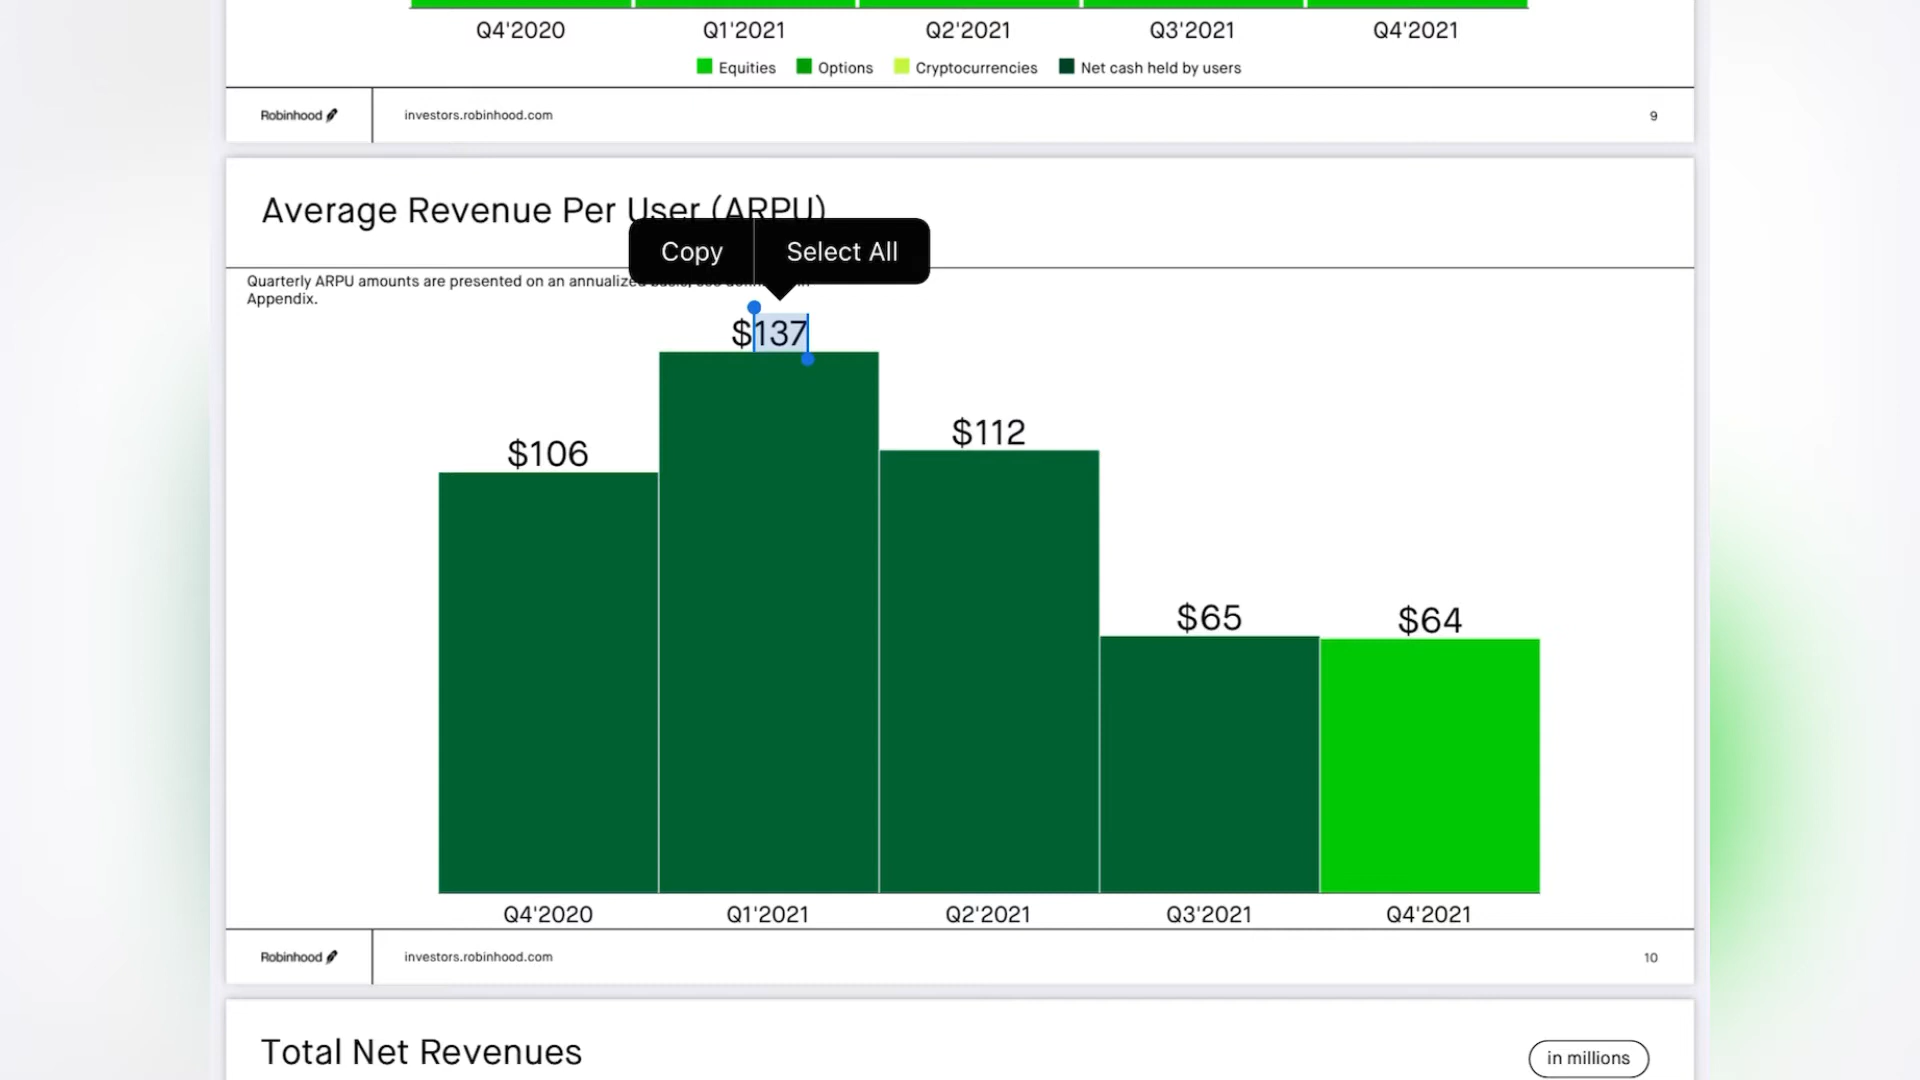 Q4'2020 Q1'2021 Q2'2021 Q3'2021 Q4'2021
Equities Options Cryptocurrencies Net cash held by users
Robinhood investors.robinhood.com 9
Average Revenue Per User (ARPU)
Copy Select All
Quarterly ARPU amounts are presented on an annualized
Appendix.
$137
$112
$106
$65
$64
Q4'2020 Q1'2021 Q2'2021 Q3'2021 Q4'2021
Robinhood investors.robinhood.com 10
Total Net Revenues
in millions